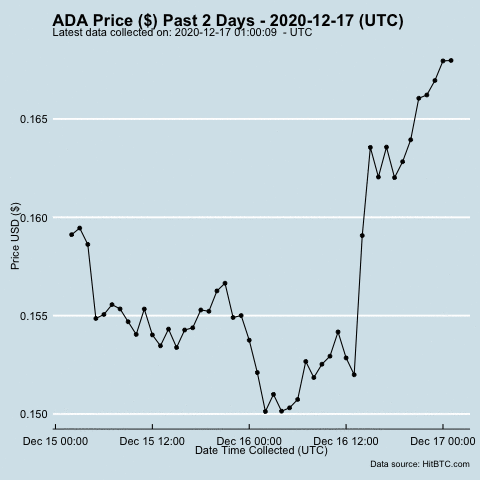 ADA Price ($) Past 2 Days - 2020-12-17 (UTC)
Latest data collected on: 2020-12-17 01:00:09  - UTC
0.165
0.160
0.155
0.150
Price USD ($)
Dec 15 00:00 Dec 15 12:00 Dec 16 00:00 Dec 16 12:00 Dec 17 00:00
Date Time Collected (UTC)
Data source: HitBTC.com